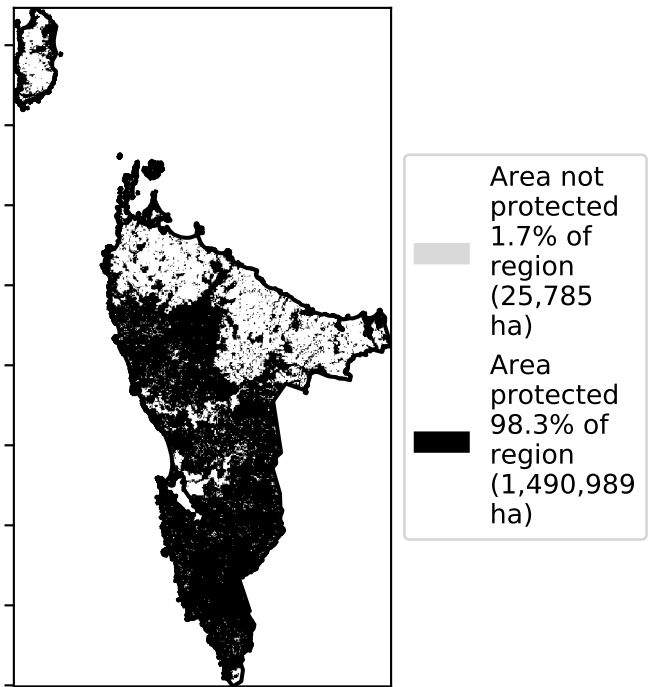 Area not
protected
1.7% of
region
(25,785
ha)
Area
protected
98.3% of
region
(1,490,989
ha)